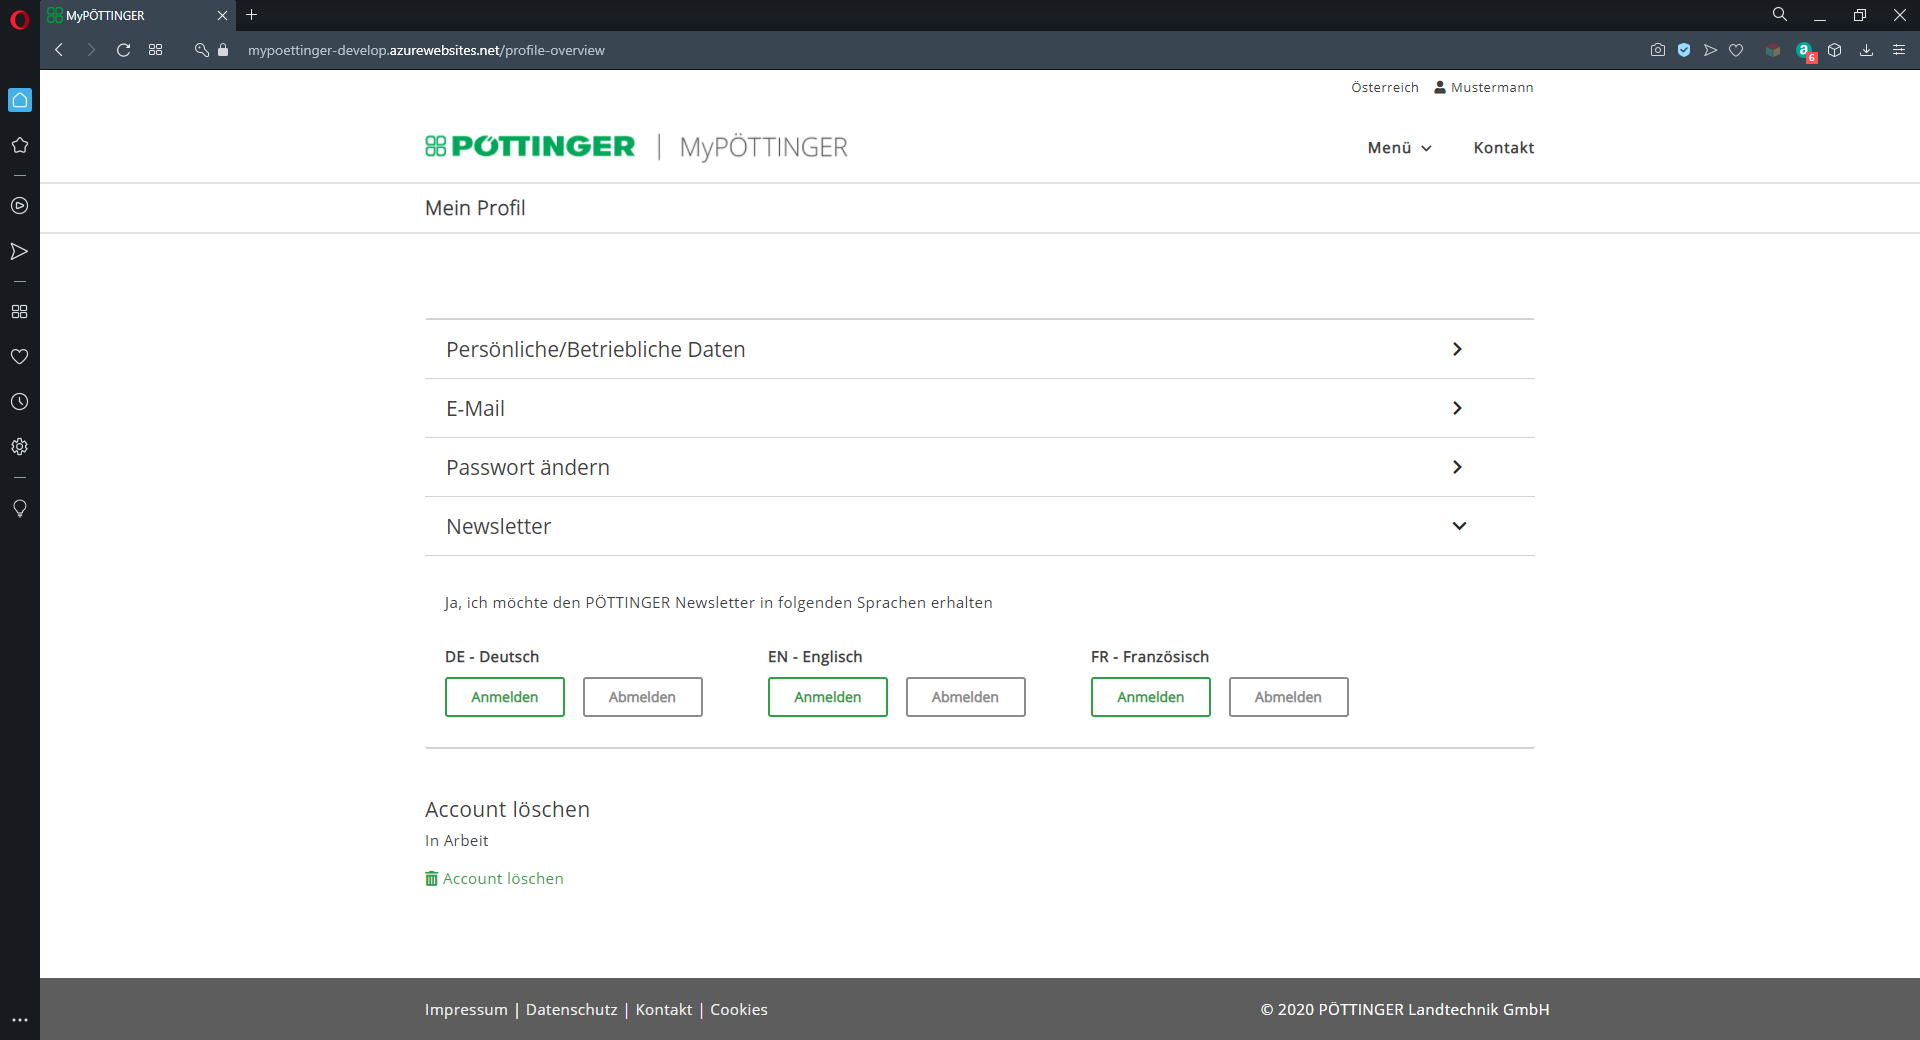 MyPÖTTINGER
mypoettinger-develop.azurewebsites.net/profile-overview
a 6
Österreich Mustermann
PÖTTINGER | MyPÖTTINGER
Menü Kontakt
Mein Profil
Persönliche/Betriebliche Daten
E-Mail
Passwort ändern
Newsletter
Ja, ich möchte den PÖTTINGER Newsletter in folgenden Sprachen erhalten
DE - Deutsch EN - Englisch FR - Französisch
Anmelden Abmelden Anmelden Abmelden Anmelden Abmelden
Account löschen
In Arbeit
Account löschen
Impressum | Datenschutz | Kontakt | Cookies © 2020 PÖTTINGER Landtechnik GmbH